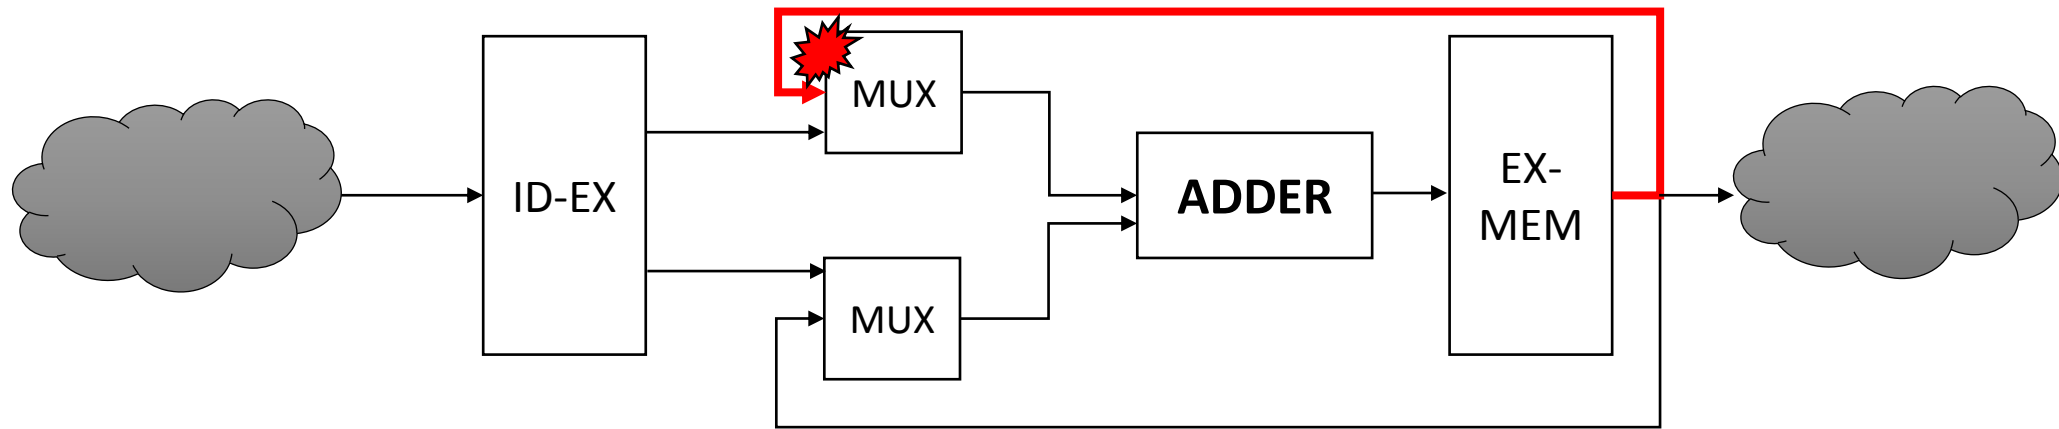 MUX
ID-EX
ADDER
EX-
MEM
MUX